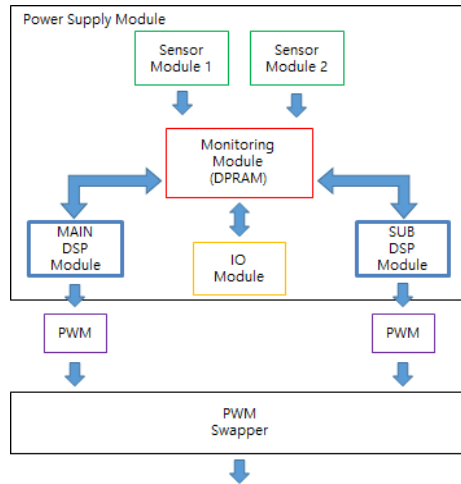 Power Supply Module
Sensor
Module 1
Sensor
Module 2
Monitoring
Module
(DPRAM)
MAIN
DSP
Module
IO
Module
SUB
DSP
Module
PWM
PWM
PWM
Swapper